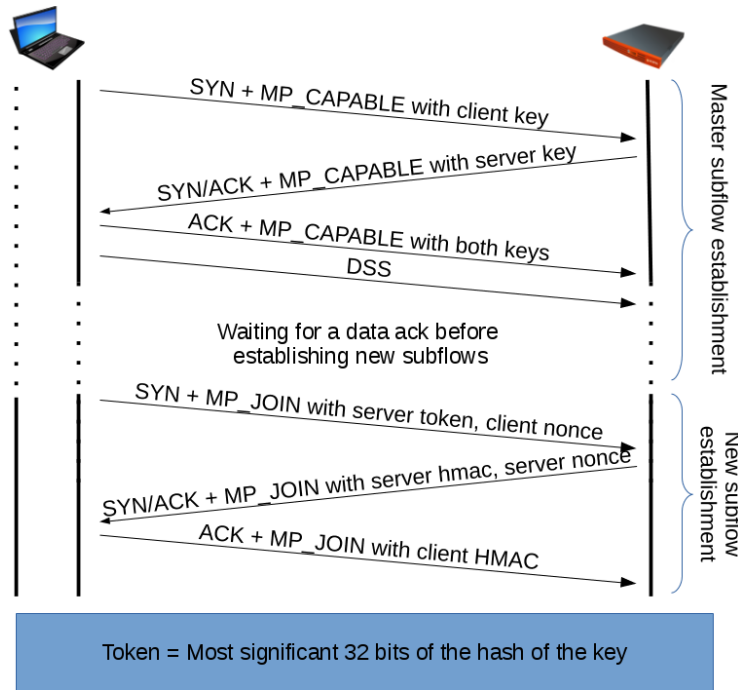 SYN + MP_CAPABLE with client key
SYN/ACK + MP_CAPABLE with server key
ACK + MP_CAPABLE with both keys
DSS
Waiting for a data ack before
establishing new subflows
Master subflow establishment
SYN + MP_JOIN with server token, client nonce
SYN/ACK + MP_JOIN with server hmac, server nonce
ACK + MP_JOIN with client HMAC
New subflow
establishment
Token = Most significant 32 bits of the hash of the key